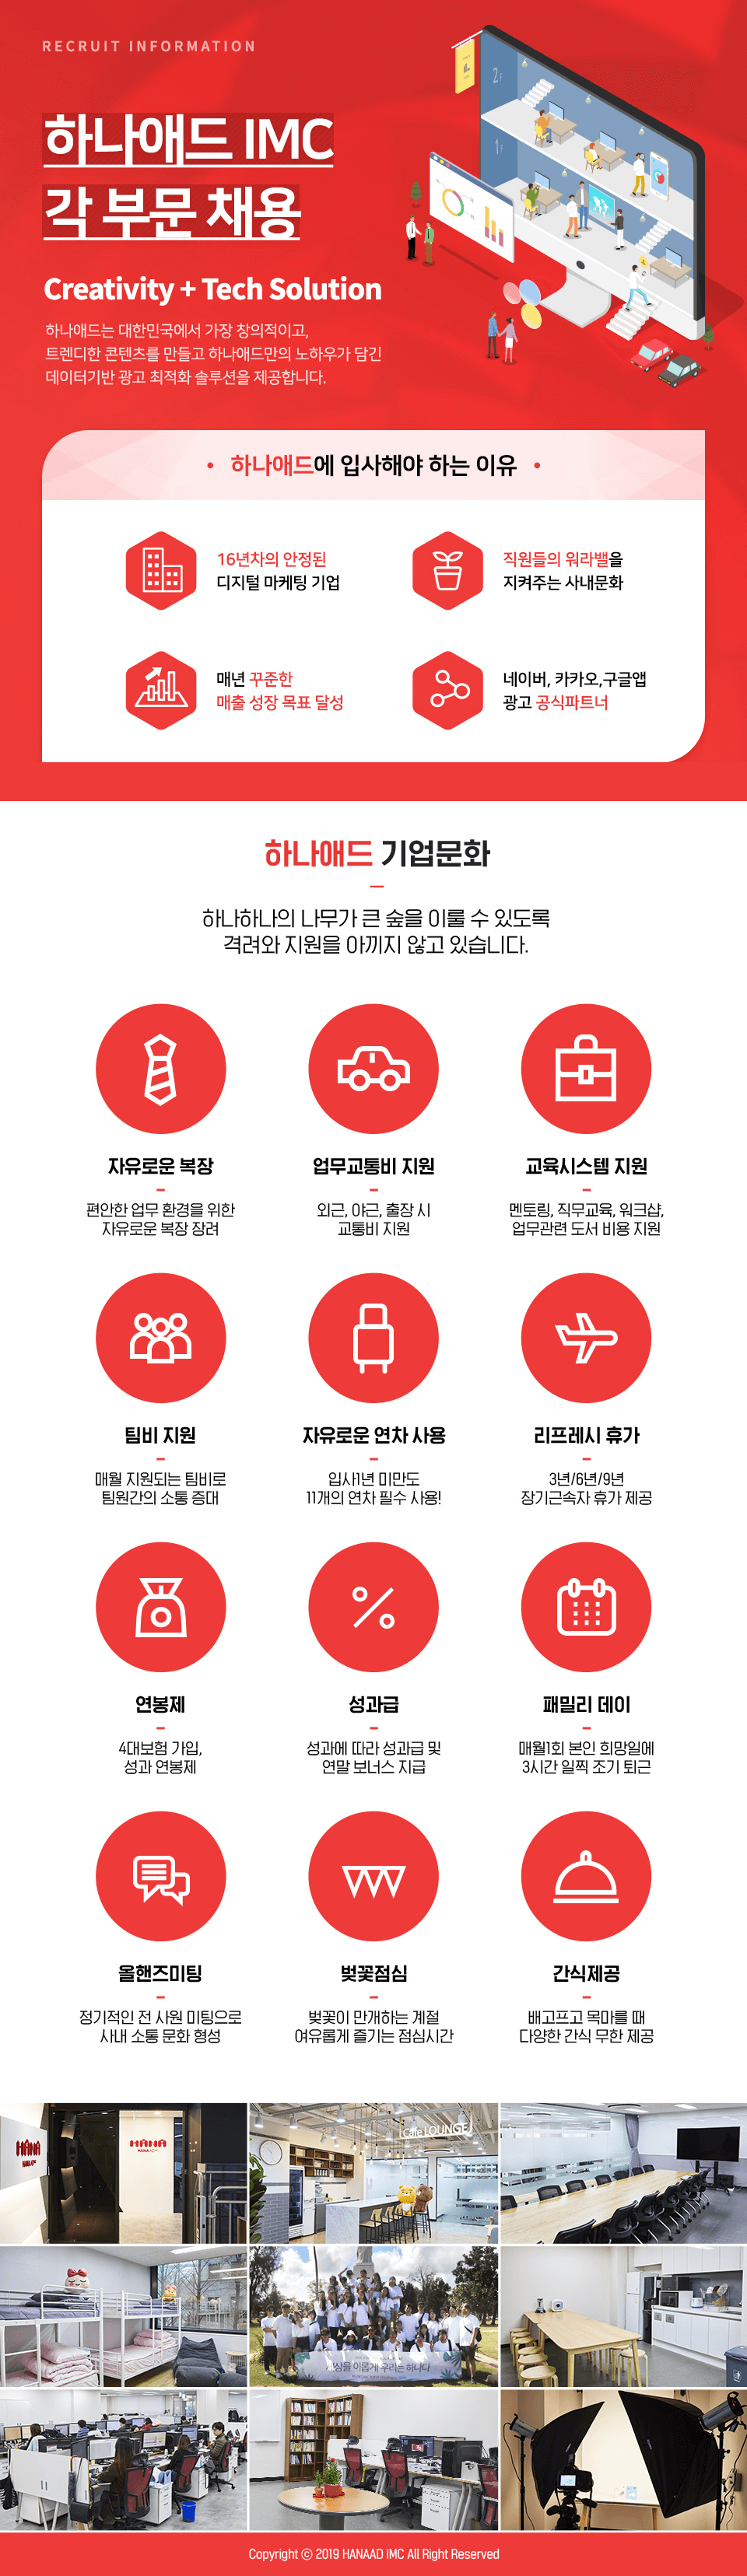 RECRUIT INFORMATION
하나애드 IMC
각 부문 채용
Creativity + Tech Solution
하나애드는 대한민국에서 가장 창의적이고,
트렌디한 콘텐츠를 만들고 하나애드만의 노하우가 담긴
데이터기반 광고 최적화 솔루션을 제공합니다.
2F
1F
• 하나애드에 입사해야 하는 이유 •
16년차의 안정된
디지털 마케팅 기업
직원들의 워라밸을
지켜주는 사내문화
매년 꾸준한
매출 성장 목표 달성
네이버, 카카오,구글앱
광고 공식파트너
하나애드 기업문화
하나하나의 나무가 큰 숲을 이룰 수 있도록
격려와 지원을 아끼지 않고 있습니다.
자유로운 복장
편안한 업무 환경을 위한
자유로운 복장 장려
업무교통비 지원
외근, 야근, 출장 시
교통비 지원
교육시스템 지원
멘토링, 직무교육, 워크샵,
업무관련 도서 비용 지원
팀비 지원
매월 지원되는 팀비로
팀원간의 소통 증대
자유로운 연차 사용
입사1년 미만도
11개의 연차 필수 사용!
리프레시 휴가
3년/6년/9년
장기근속자 휴가 제공
연봉제
4대보험 가입,
성과 연봉제
성과급
성과에 따라 성과급 및
연말 보너스 지급
패밀리 데이
매월1회 본인 희망일에
3시간 일찍 조기 퇴근
올핸즈미팅
정기적인 전 사원 미팅으로
사내 소통 문화 형성
벚꽃점심
벚꽃이 만개하는 계절
여유롭게 즐기는 점심시간
간식제공
배고프고 목마를 때
다양한 간식 무한 제공
HANA
HANA
Cafe LOUNGE
세상을 이롭게 우리는 하나다
Copyright ⓒ 2019 HANAAD IMC All Right Reserved